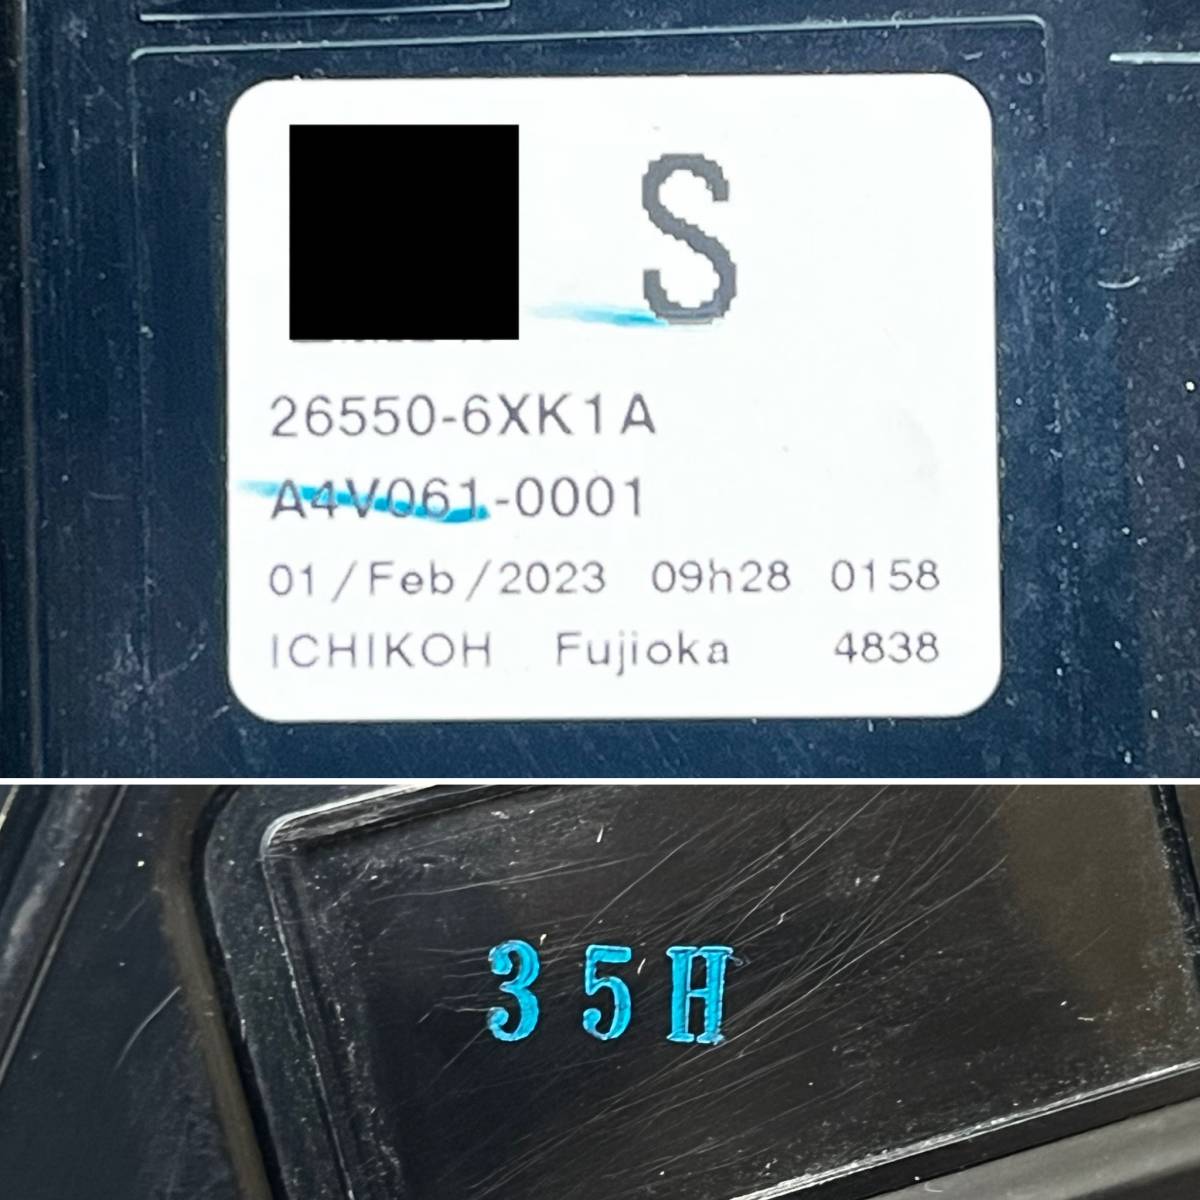 S
26550-6XK1A
A4V061-0001
01/Feb/2023 09h28 0158
ICHIKOH Fujioka 4838
35H